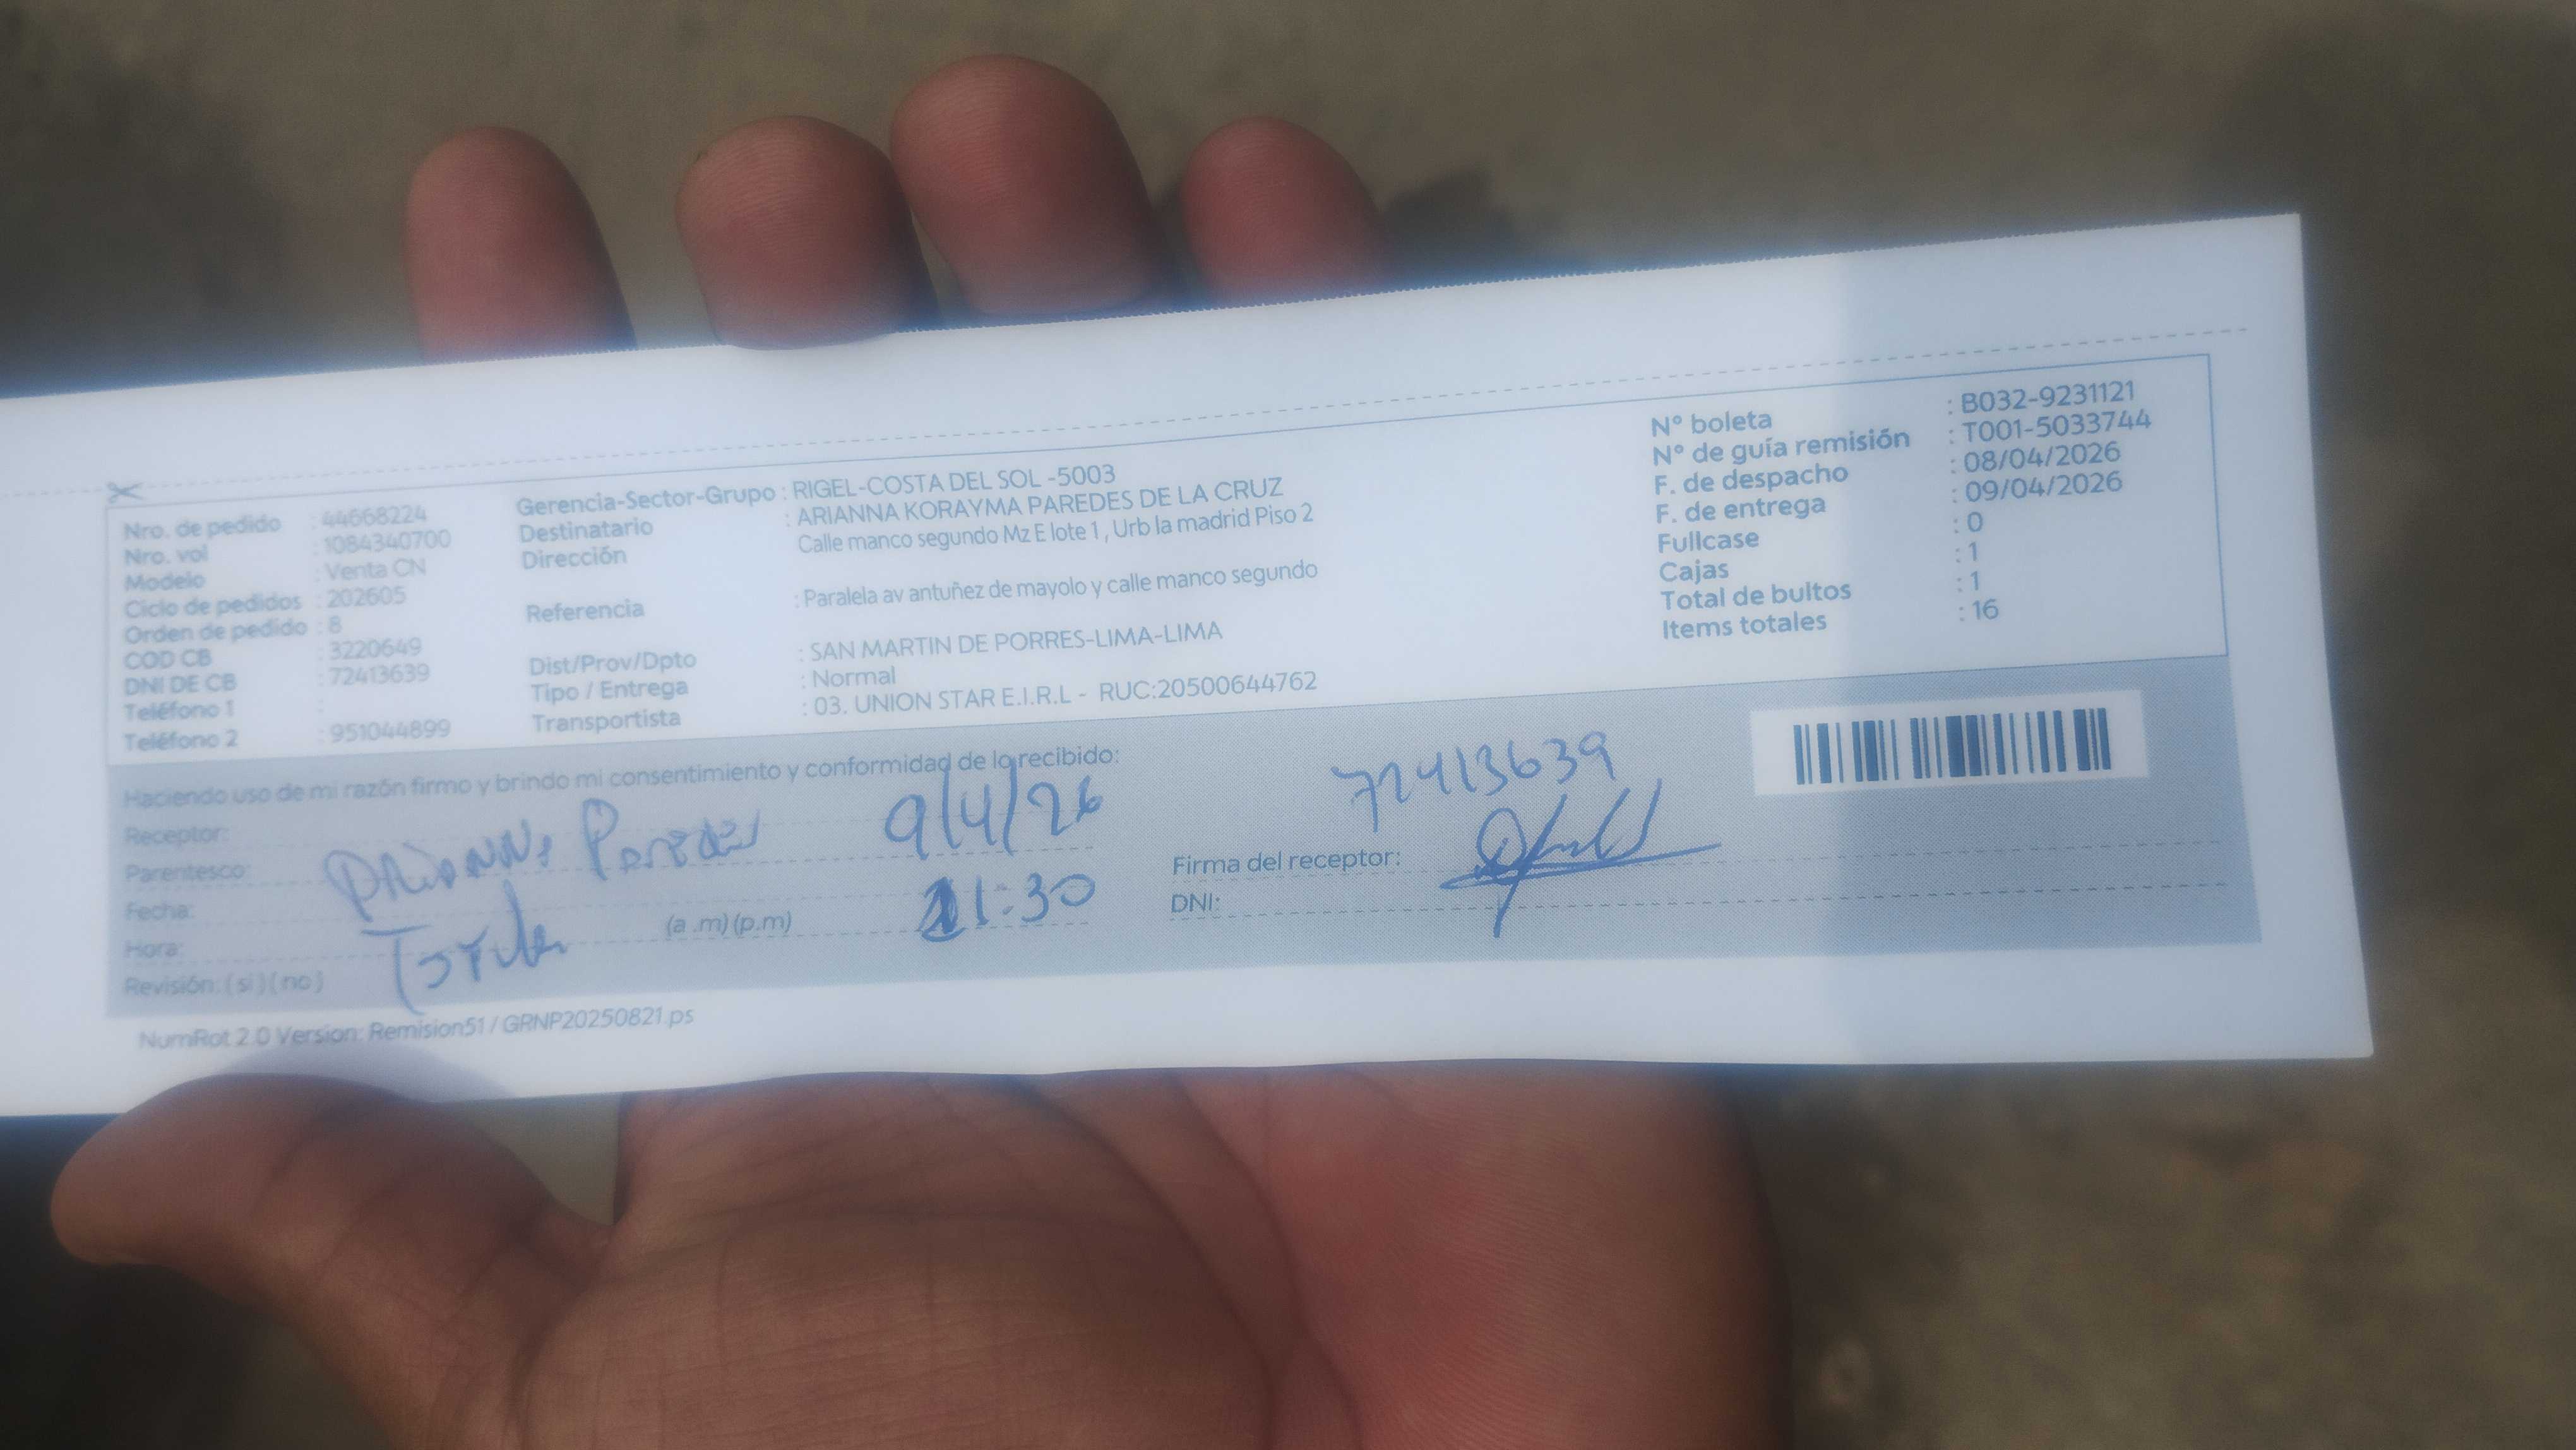 Nro. de pedido : 44668224
Nro. vol : 1084340700
Modelo : Venta CN
Ciclo de pedidos : 202605
Orden de pedido : 8
COD CB : 3220649
DNI DE CB : 72413639
Teléfono 1 :
Teléfono 2 : 951044899
Gerencia-Sector-Grupo : RIGEL-COSTA DEL SOL -5003
Destinatario : ARIANNA KORAYMA PAREDES DE LA CRUZ
Dirección Calle manco segundo Mz E lote 1 , Urb la madrid Piso 2
Referencia : Paralela av antuñez de mayolo y calle manco segundo
Dist/Prov/Dpto : SAN MARTIN DE PORRES-LIMA-LIMA
Tipo / Entrega : Normal
Transportista : 03. UNION STAR E.I.R.L - RUC:20500644762
Nº boleta : B032-9231121
Nº de guía remisión : T001-5033744
F. de despacho : 08/04/2026
F. de entrega : 09/04/2026
Fullcase : 0
Cajas : 1
Total de bultos : 1
Items totales : 16
Haciendo uso de mi razón firmo y brindo mi consentimiento y conformidad de lo recibido:
Receptor:
Parentesco:
Fecha:
Hora: (a .m) (p.m)
Revisión: ( si ) ( no )
Arianna Paredes
9/4/26
Titular
11:30
72413639
Firma del receptor:
DNI:
NumRot 2.0 Version: Remision51 / GRNP20250821.ps